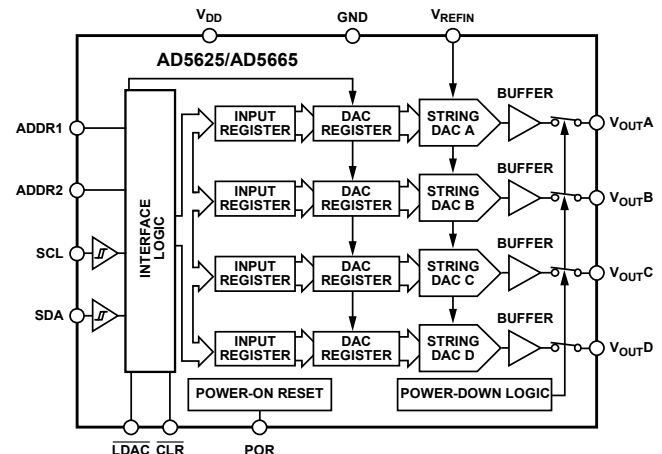 VDD
GND
VREFIN
AD5625/AD5665
BUFFER
ADDR1
INPUT REGISTER
DAC REGISTER
STRING DAC A
VOUTA
ADDR2
INPUT REGISTER
DAC REGISTER
STRING DAC B
BUFFER
VOUTB
SCL
INTERFACE LOGIC
INPUT REGISTER
DAC REGISTER
STRING DAC C
BUFFER
VOUTC
SDA
INPUT REGISTER
DAC REGISTER
STRING DAC D
BUFFER
VOUTD
POWER-ON RESET
POWER-DOWN LOGIC
LDAC
CLR
POR